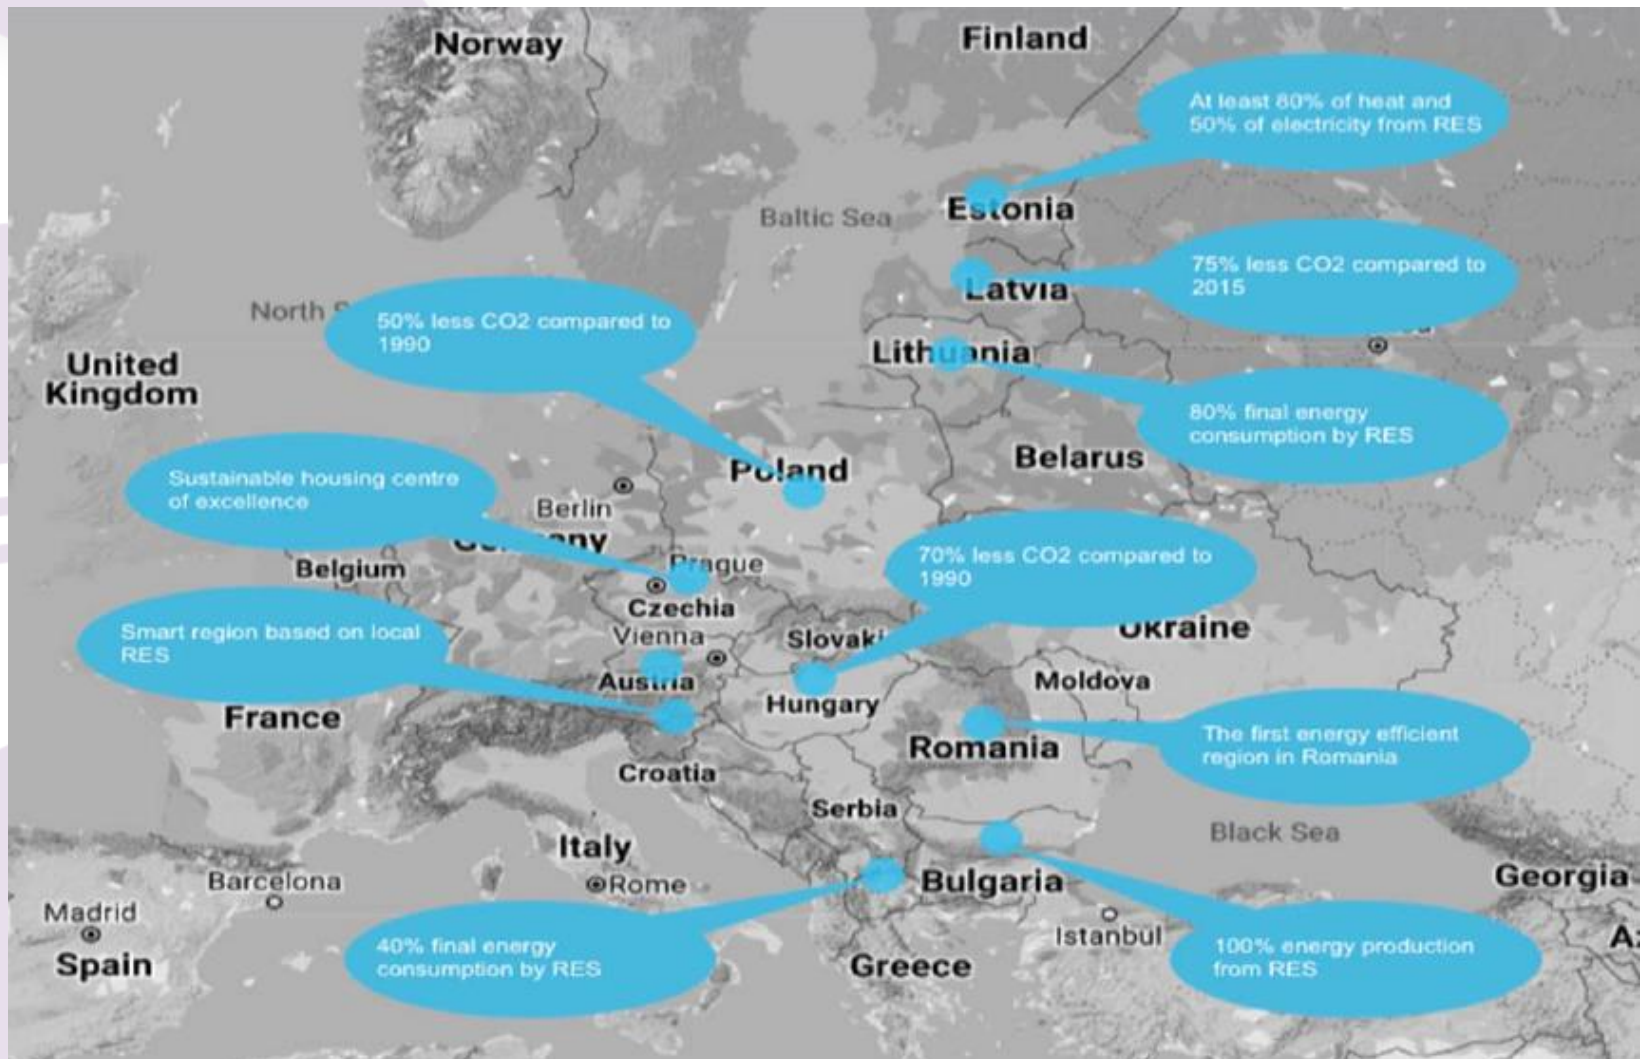 Norway
Finland
At least 80% of heat and
50% of electricity from RES
Estonia
Baltic Sea
75% less CO2 compared to
2015
Latvia
North
50% less CO2 compared to
1990
Lithuania
United
Kingdom
80% final energy
consumption by RES
Belarus
Poland
Sustainable housing centre
of excellence
Berlin
Germany
Belgium
Prague
70% less CO2 compared to
1990
Czechia
Smart region based on local
RES
Vienna
Slovaki
Ukraine
Austria
Moldova
Hungary
France
The first energy efficient
region in Romania
Romania
Croatia
Serbia
Black Sea
Italy
Barcelona
Rome
Bulgaria
Georgia
Madrid
Istanbul
40% final energy
consumption by RES
100% energy production
from RES
Spain
Greece